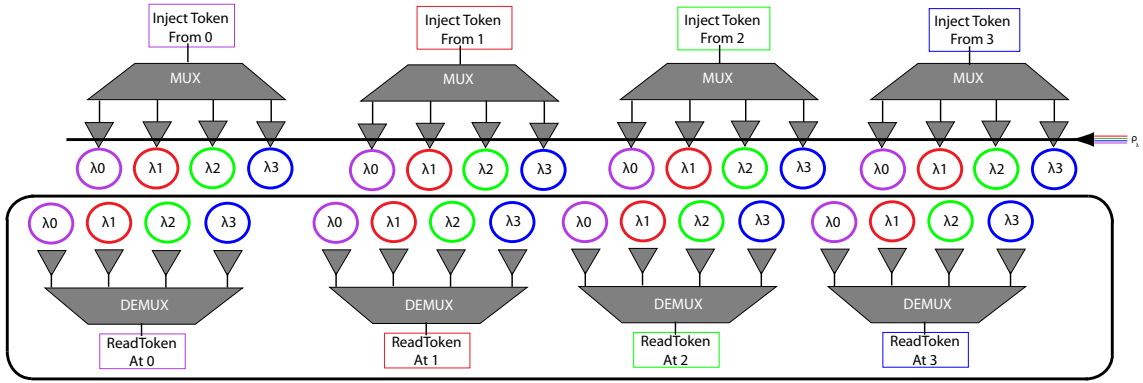 Inject Token
From 0
Inject Token
From 1
Inject Token
From 2
Inject Token
From 3
MUX
MUX
MUX
MUX
P λ
λ0 λ1 λ2 λ3
λ0 λ1 λ2 λ3
λ0 λ1 λ2 λ3
λ0 λ1 λ2 λ3
λ0 λ1 λ2 λ3
λ0 λ1 λ2 λ3
λ0 λ1 λ2 λ3
λ0 λ1 λ2 λ3
DEMUX
DEMUX
DEMUX
DEMUX
ReadToken
At 0
ReadToken
At 1
ReadToken
At 2
ReadToken
At 3